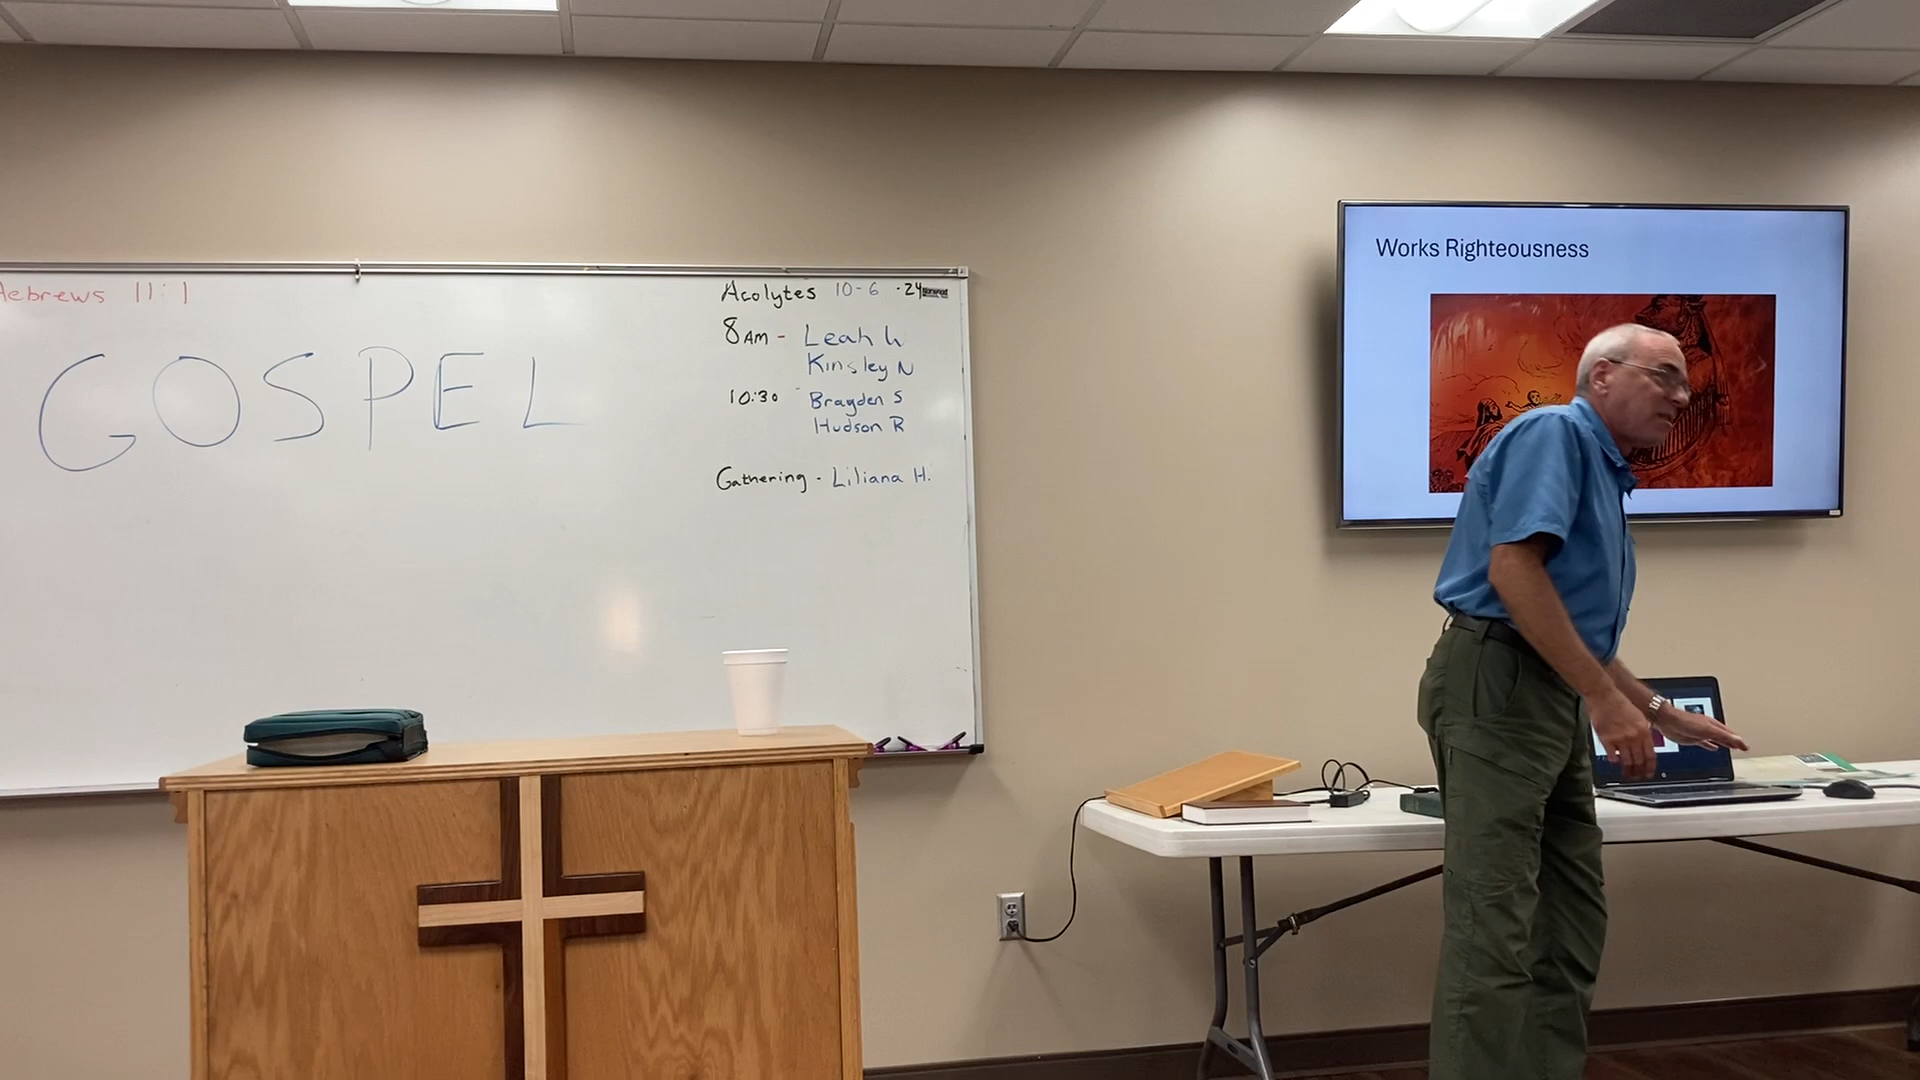 Hebrews 11:1
GOSPEL
Acolytes 10-6-24
8AM - Leah W
Kinsley N
10:30 - Brayden S
Hudson R
Gathering - Liliana H.
Works Righteousness